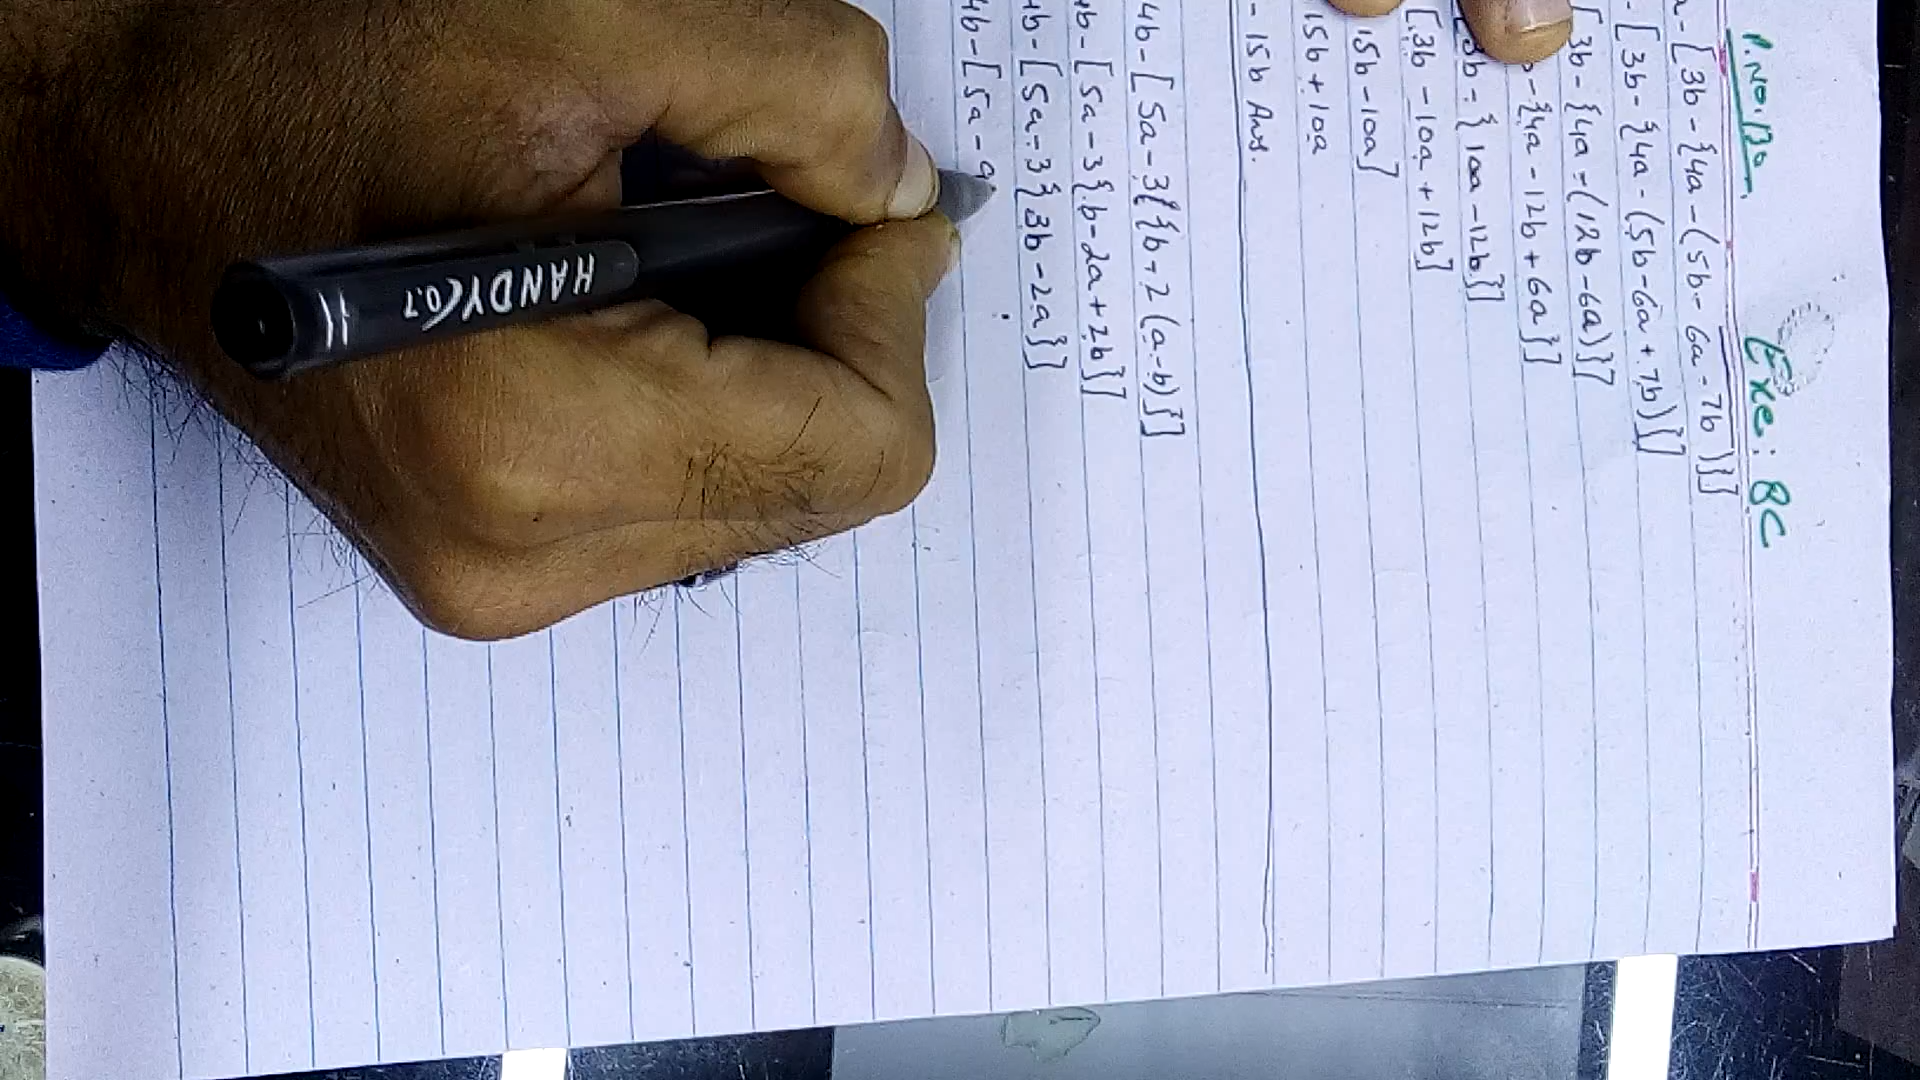 P.No. 130.
Exe: 8C
a - [3b - {4a - (5b - 6a - 7b)}]
- [3b - {4a - (5b - 6a + 7b)}]
[3b - {4a - (12b - 6a)}]
- {4a - 12b + 6a}]
[3b - {10a - 12b}]
[3b - 10a + 12b]
15b - 10a]
15b + 10a
- 15b Ans.
4b - [5a - 3{b + 2(a - b)}]
4b - [5a - 3{b - 2a + 2b}]
4b - [5a - 3{3b - 2a}]
4b - [5a - 9
HANDY 0.7